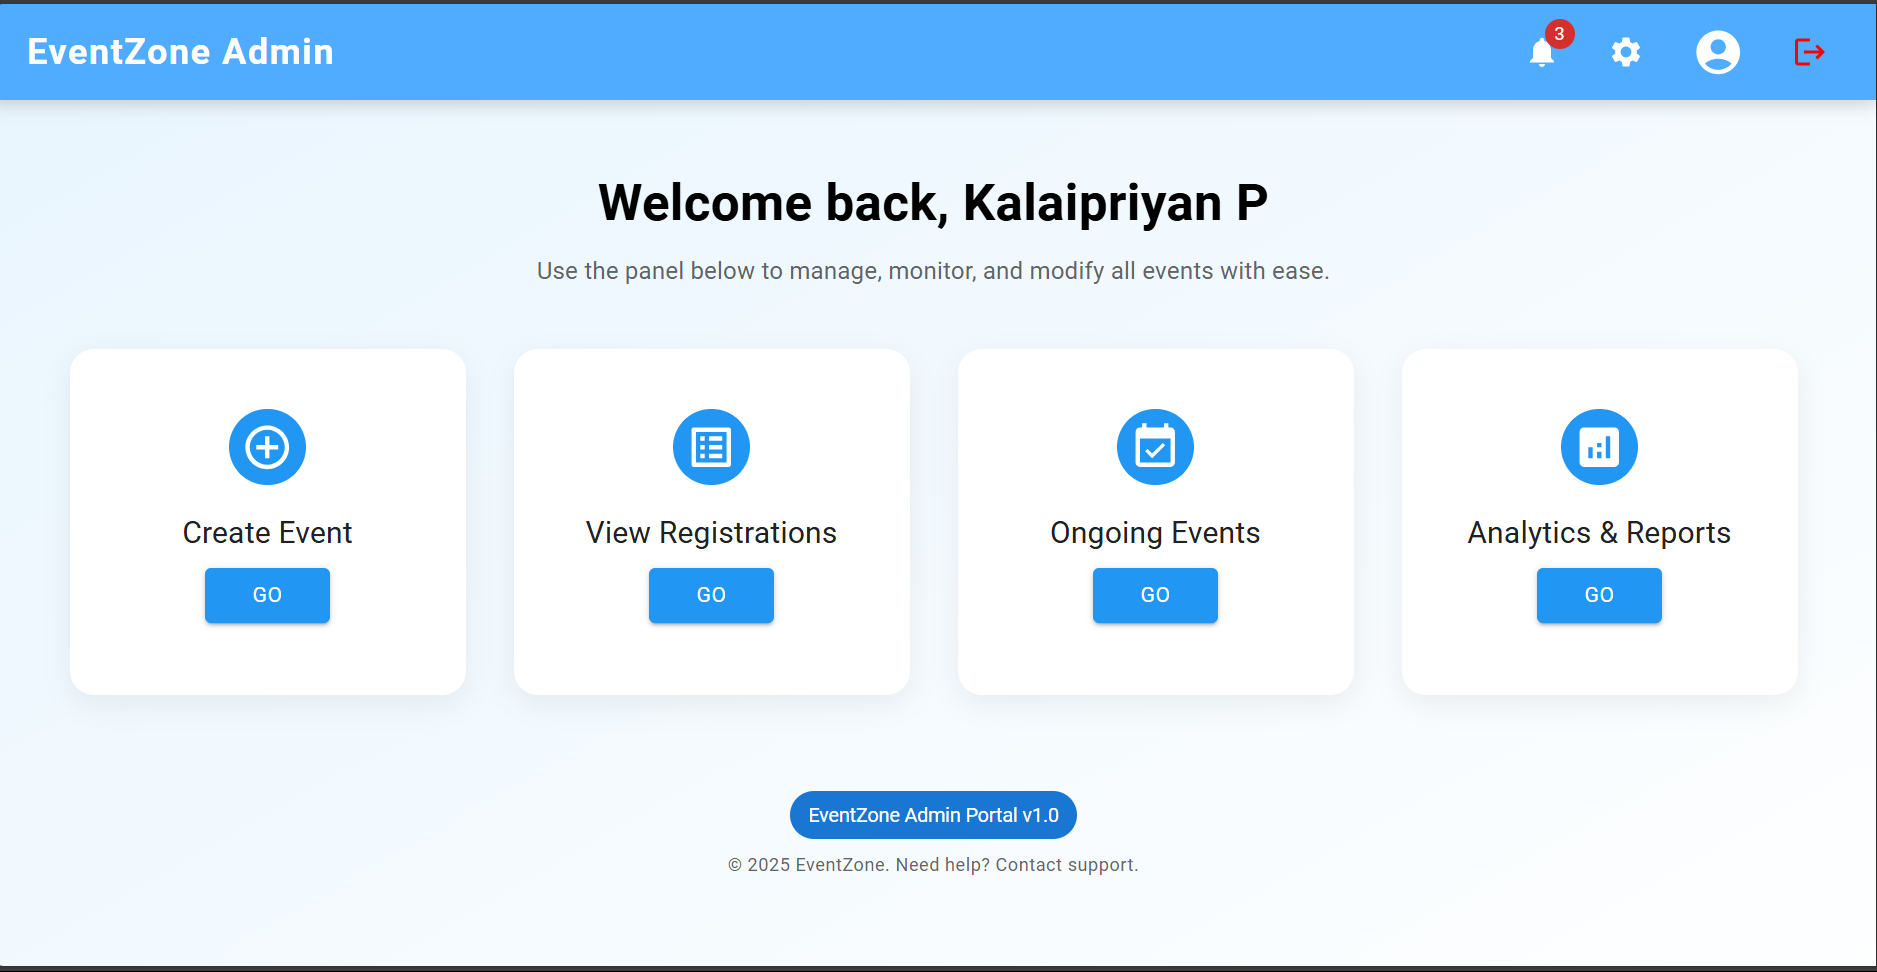 EventZone Admin
3
Welcome back, Kalaipriyan P
Use the panel below to manage, monitor, and modify all events with ease.
Create Event
GO
View Registrations
GO
Ongoing Events
GO
Analytics & Reports
GO
EventZone Admin Portal v1.0
© 2025 EventZone. Need help? Contact support.